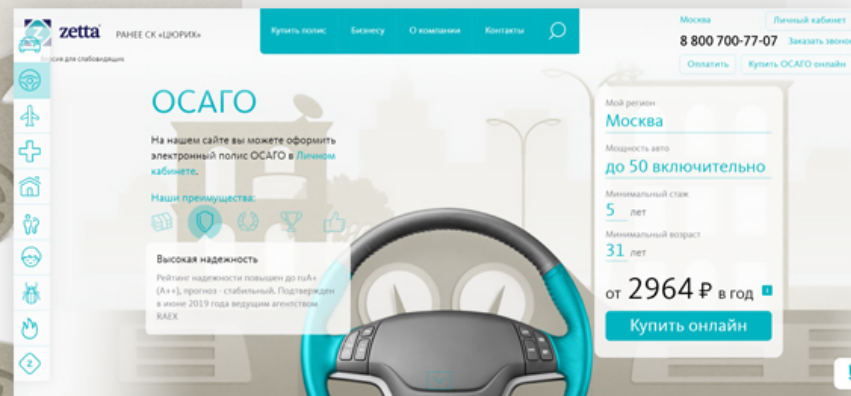 zetta
РАНЕЕ СК «ЦЮРИХ»
Купить полис
Бизнесу
О компании
Контакты
Москва
Личный кабинет
8 800 700-77-07
Заказать звонок
Оплатить
Купить ОСАГО онлайн
Версия для слабовидящих
ОСАГО
На нашем сайте вы можете оформить
электронный полис ОСАГО в Личном
кабинете.
Наши преимущества:
Высокая надежность
Рейтинг надежности повышен до ruA+
(А++), прогноз - стабильный. Подтвержден
в июне 2019 года ведущим агентством
RAEX
Мой регион
Москва
Мощность авто
до 50 включительно
Минимальный стаж
5 лет
Минимальный возраст
31 лет
от 2964 ₽ в год
Купить онлайн